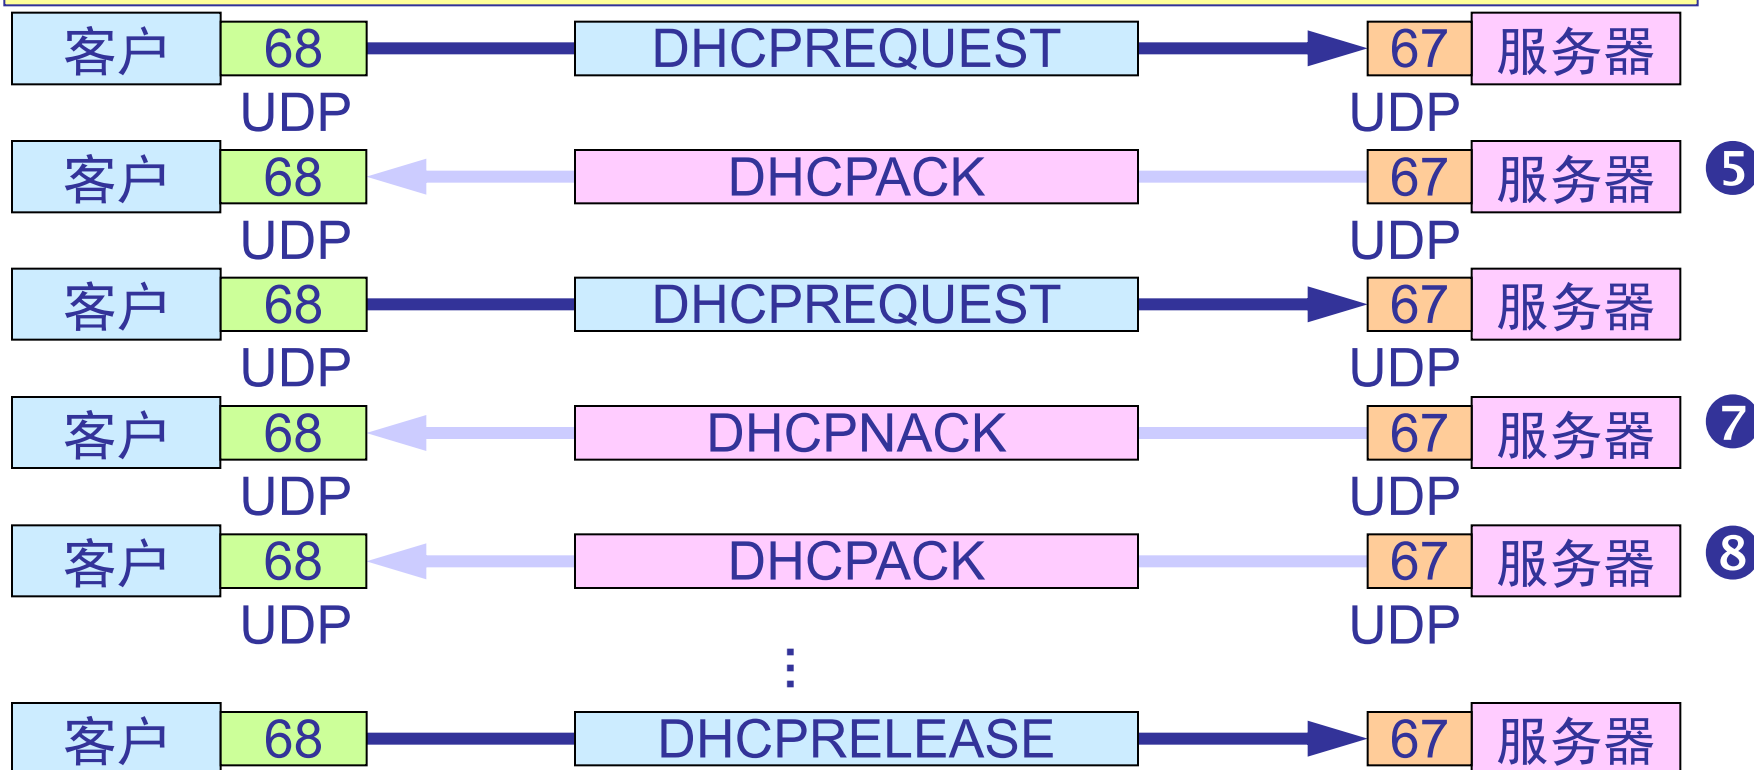 客户 68 DHCPREQUEST 67 服务器
UDP UDP
客户 68 DHCPACK 67 服务器 ❺
UDP UDP
客户 68 DHCPREQUEST 67 服务器
UDP UDP
客户 68 DHCPNACK 67 服务器 ❼
UDP UDP
客户 68 DHCPACK 67 服务器 ❽
UDP UDP
⋮
客户 68 DHCPRELEASE 67 服务器